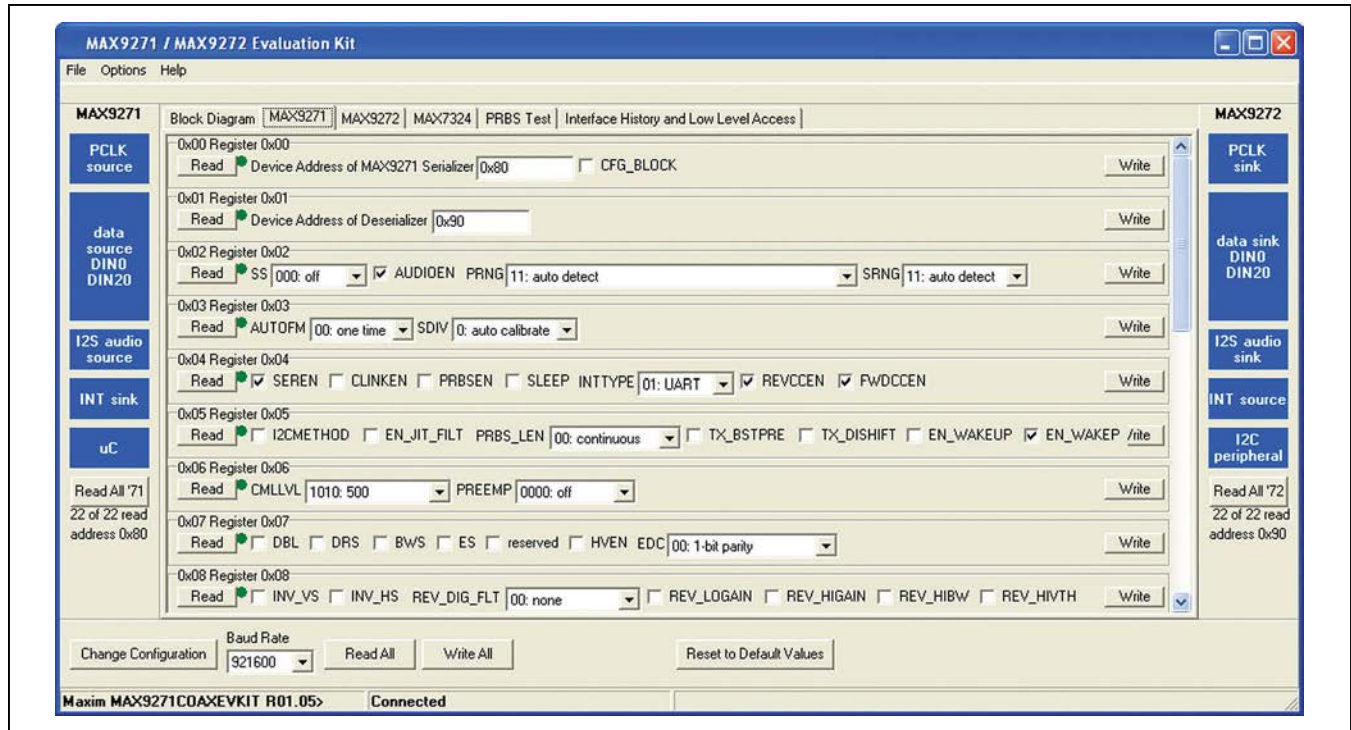 MAX9271 / MAX9272 Evaluation Kit
File Options Help
MAX9271
PCLK
source
data
source
DIN0
DIN20
I2S audio
source
INT sink
uC
Read All '71
22 of 22 read
address 0x80
Block Diagram MAX9271 MAX9272 MAX7324 PRBS Test Interface History and Low Level Access
0x00 Register 0x00
Read Device Address of MAX9271 Serializer 0x80 CFG_BLOCK Write
0x01 Register 0x01
Read Device Address of Deserializer 0x90 Write
0x02 Register 0x02
Read SS 000: off AUDIOEN PRNG 11: auto detect SRNG 11: auto detect Write
0x03 Register 0x03
Read AUTOFM 00: one time SDIV 0: auto calibrate Write
0x04 Register 0x04
Read SEREN CLINKEN PRBSEN SLEEP INTTYPE 01: UART REVCCEN FWDCCEN Write
0x05 Register 0x05
Read I2CMETHOD EN_JIT_FILT PRBS_LEN 00: continuous TX_BSTPRE TX_DISHIFT EN_WAKEUP EN_WAKEP /rite
0x06 Register 0x06
Read CMLLVL 1010: 500 PREEMP 0000: off Write
0x07 Register 0x07
Read DBL DRS BWS ES reserved HVEN EDC 00: 1-bit parity Write
0x08 Register 0x08
Read INV_VS INV_HS REV_DIG_FLT 00: none REV_LOGAIN REV_HIGAIN REV_HIBW REV_HIVTH Write
MAX9272
PCLK
sink
data sink
DIN0
DIN20
I2S audio
sink
INT source
I2C
peripheral
Read All '72
22 of 22 read
address 0x90
Baud Rate
Change Configuration 921600 Read All Write All Reset to Default Values
Maxim MAX9271COAXEVKIT R01.05> Connected